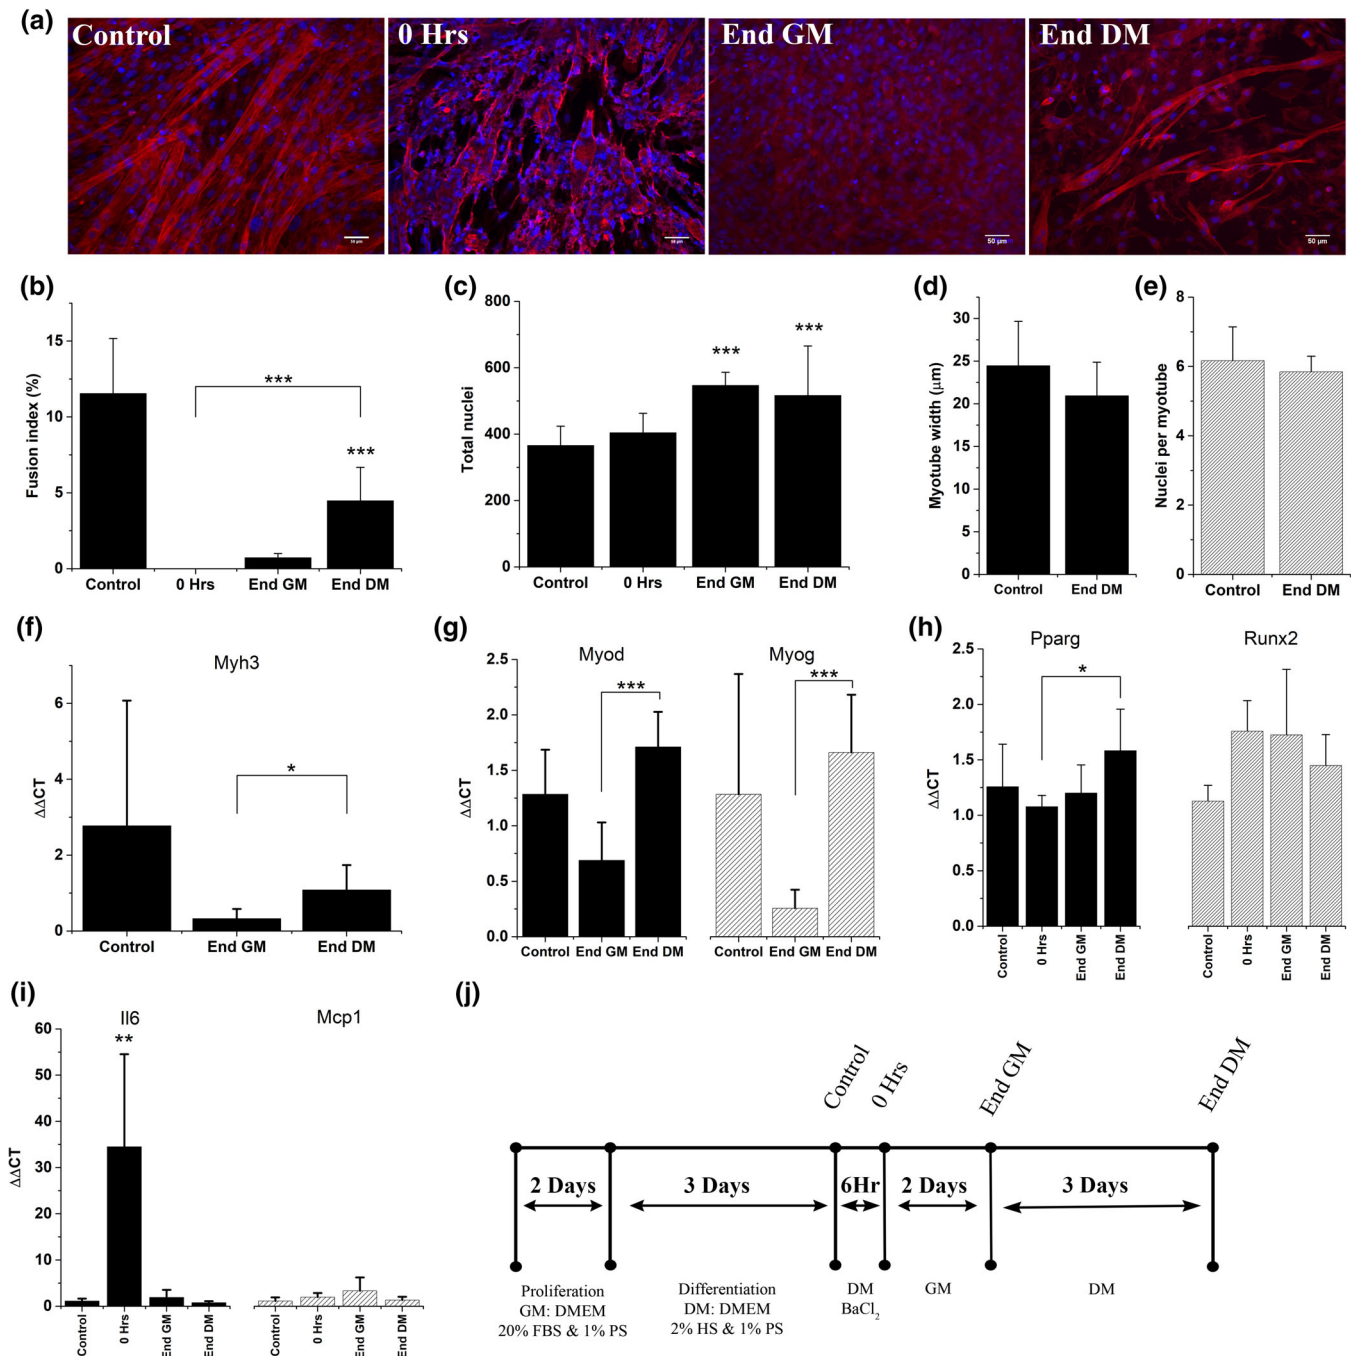 (a)
Control
0 Hrs
End GM
End DM
50 µm
50 µm
50 µm
50 µm
(b)
Fusion index (%)
15
10
5
0
***
***
Control 0 Hrs End GM End DM
(c)
Total nuclei
800
600
400
200
0
***
***
Control 0 Hrs End GM End DM
(d)
Myotube width (µm)
30
25
20
15
10
5
0
Control End DM
(e)
Nuclei per myotube
8
6
4
2
0
Control End DM
(f)
Myh3
ΔΔCT
6
4
2
0
*
Control End GM End DM
(g)
Myod
Myog
ΔΔCT
2.5
2.0
1.5
1.0
0.5
0.0
***
***
Control End GM End DM
Control End GM End DM
(h)
Pparg
Runx2
ΔΔCT
2.5
2.0
1.5
1.0
0.5
0.0
*
Control 0 Hrs End GM End DM
Control 0 Hrs End GM End DM
(i)
Il6
Mcp1
ΔΔCT
60
50
40
30
20
10
0
**
Control 0 Hrs End GM End DM
Control 0 Hrs End GM End DM
(j)
Control
0 Hrs
End GM
End DM
2 Days
3 Days
6Hr
2 Days
3 Days
Proliferation
GM: DMEM
20% FBS & 1% PS
Differentiation
DM: DMEM
2% HS & 1% PS
DM
BaCl₂
GM
DM